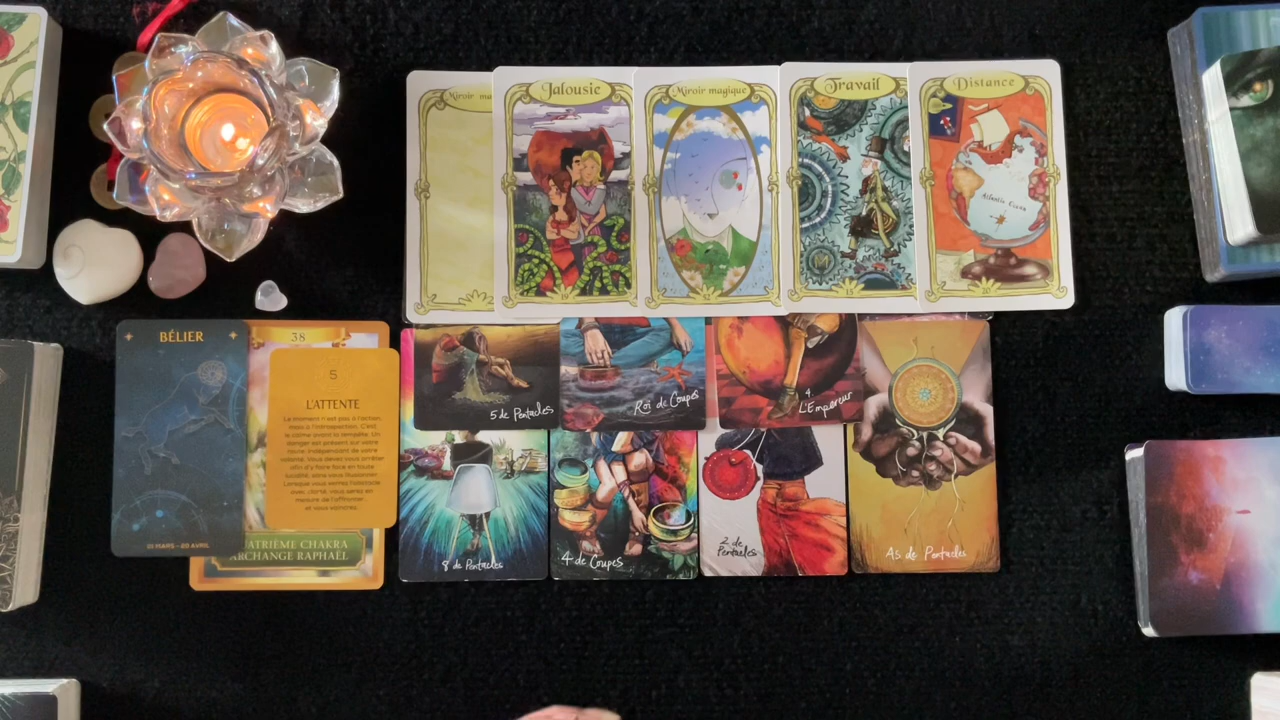 Miroir ma
Jalousie
Miroir magique
Travail
Distance
19
Atlantic Ocean
BÉLIER
21 MARS - 20 AVRIL
38
5
L'ATTENTE
Le moment n'est pas à l'action,
mais à l'introspection. C'est
le calme avant la tempête. Un
danger est présent sur votre
route indépendant de votre
volonté. Vous devez vous arrêter
afin d'y faire face en toute
lucidité, sans vous illusionner.
Lorsque vous verrez l'obstacle
avec clarté, vous serez en
mesure de l'affronter
et vous vaincrez.
ATRIÈME CHAKRA
ARCHANGE RAPHAËL
5 de Pentacles
Roi de Coupes
4
L'Empereur
8 de Pentacles
4 de Coupes
2 de
Pentacles
As de Pentacles